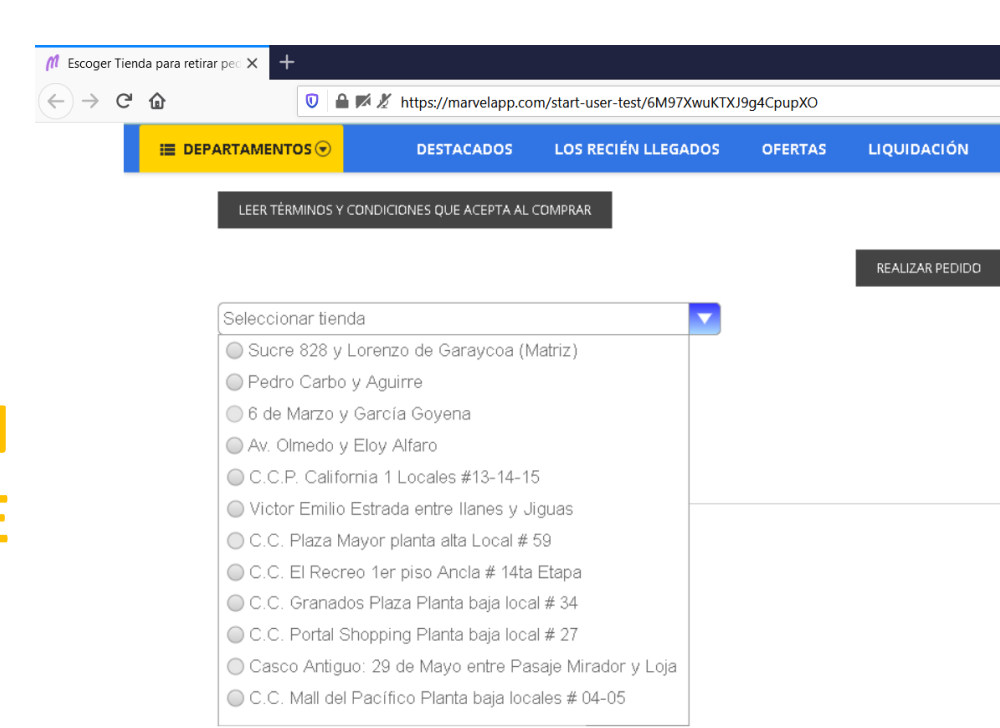 Escoger Tienda para retirar ped
https://marvelapp.com/start-user-test/6M97XwuKTXJ9g4CpupXO
DEPARTAMENTOS DESTACADOS LOS RECIÉN LLEGADOS OFERTAS LIQUIDACIÓN
LEER TÉRMINOS Y CONDICIONES QUE ACEPTA AL COMPRAR
REALIZAR PEDIDO
Seleccionar tienda
Sucre 828 y Lorenzo de Garaycoa (Matriz)
Pedro Carbo y Aguirre
6 de Marzo y García Goyena
Av. Olmedo y Eloy Alfaro
C.C.P. California 1 Locales #13-14-15
Victor Emilio Estrada entre Ilanes y Jiguas
C.C. Plaza Mayor planta alta Local # 59
C.C. El Recreo 1er piso Ancla # 14ta Etapa
C.C. Granados Plaza Planta baja local # 34
C.C. Portal Shopping Planta baja local # 27
Casco Antiguo: 29 de Mayo entre Pasaje Mirador y Loja
C.C. Mall del Pacífico Planta baja locales # 04-05